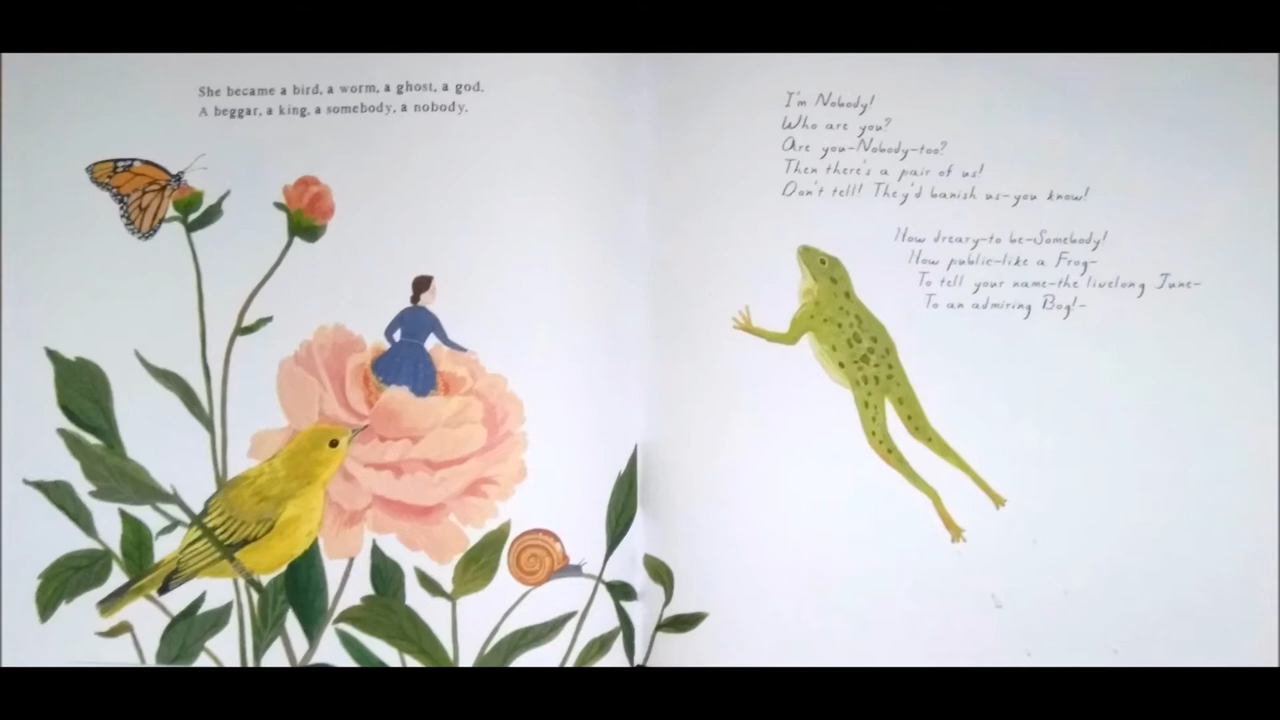 She became a bird, a worm, a ghost, a god.
A beggar, a king, a somebody, a nobody.
I'm Nobody!
Who are you?
Are you–Nobody–too?
Then there's a pair of us!
Don't tell! They'd banish us–you know!
How dreary–to be–Somebody!
How public–like a Frog–
To tell your name–the livelong June–
To an admiring Bog!–